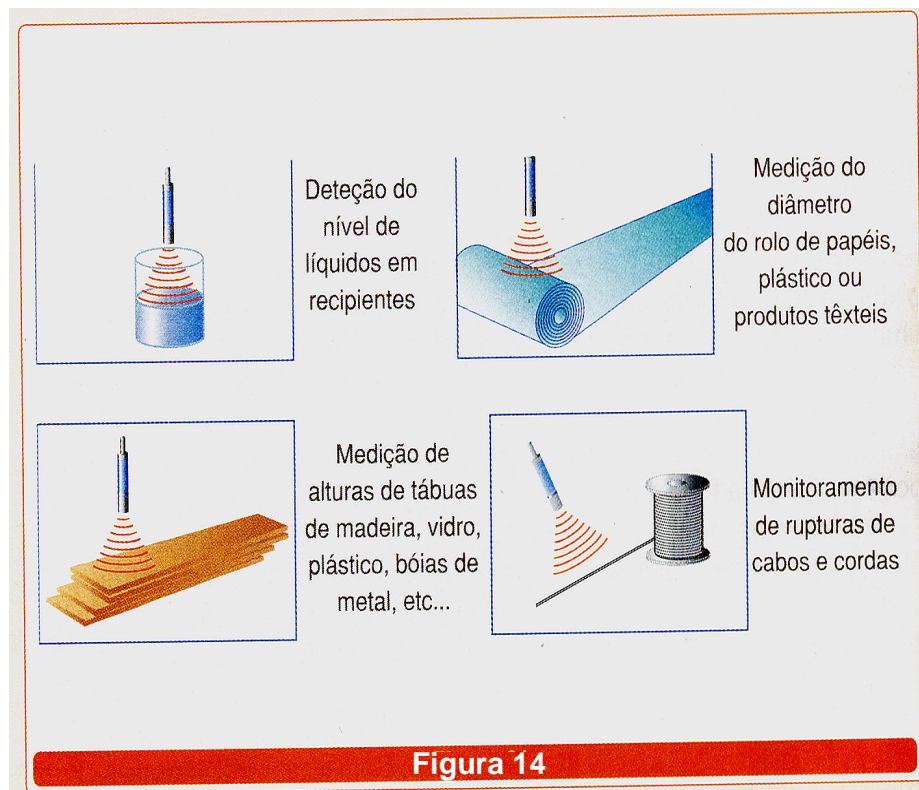 Deteção do
nível de
líquidos em
recipientes
Medição do
diâmetro
do rolo de papéis,
plástico ou
produtos têxteis
Medição de
alturas de tábuas
de madeira, vidro,
plástico, bóias de
metal, etc...
Monitoramento
de rupturas de
cabos e cordas
Figura 14